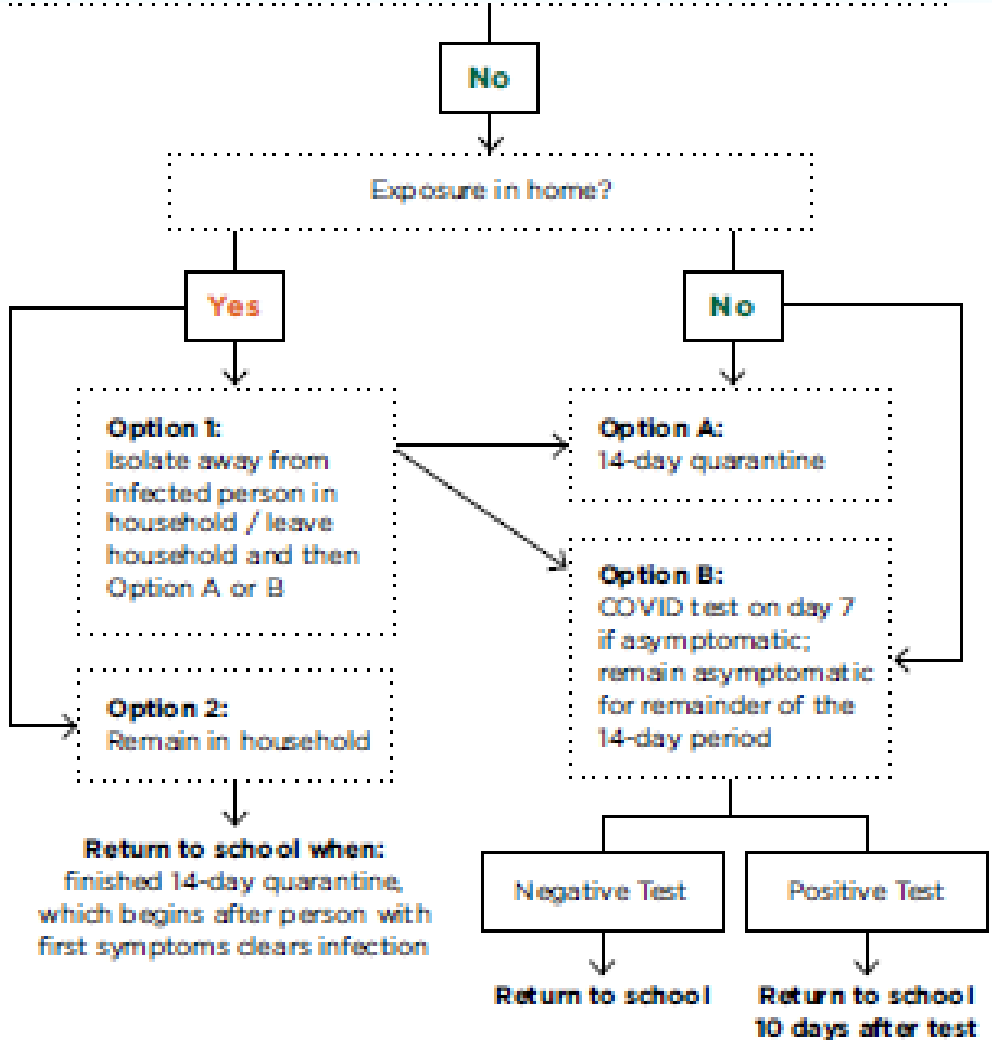 No
Exposure in home?
Yes
No
Option 1:
Isolate away from
infected person in
household / leave
household and then
Option A or B
Option A:
14-day quarantine
Option B:
COVID test on day 7
if asymptomatic;
remain asymptomatic
for remainder of the
14-day period
Option 2:
Remain in household
Return to school when:
finished 14-day quarantine,
which begins after person with
first symptoms clears infection
Negative Test
Positive Test
Return to school
Return to school
10 days after test